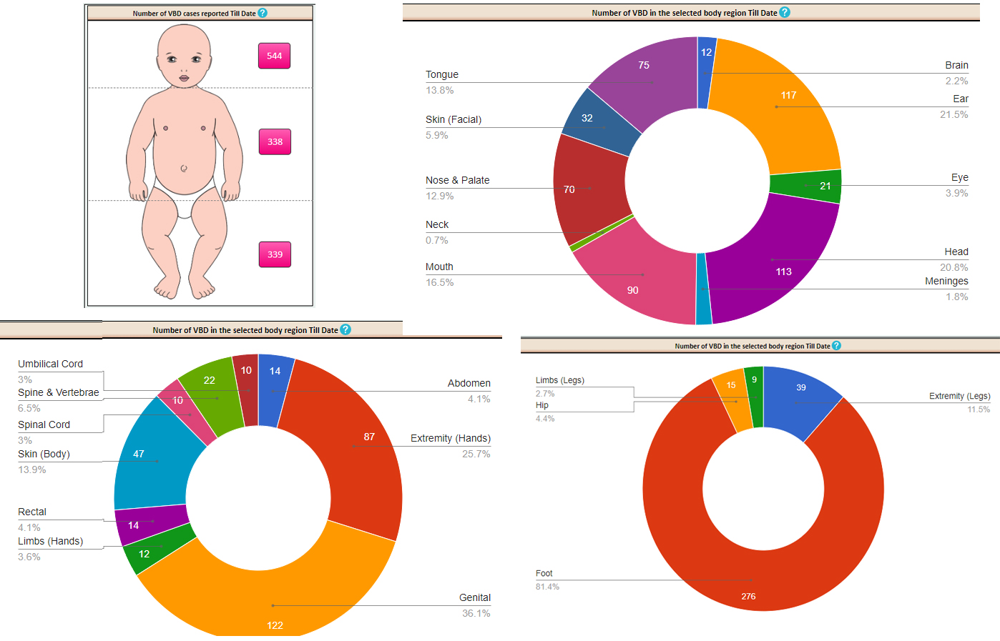 Number of VBD cases reported Till Date ?
544
338
339
Number of VBD in the selected body region Till Date ?
12
Brain
2.2%
117
Ear
21.5%
Eye
21
3.9%
Head
20.8%
113
Meninges
1.8%
90
Mouth
16.5%
Neck
0.7%
Nose & Palate
70
12.9%
Skin (Facial)
32
5.9%
75
Tongue
13.8%
Number of VBD in the selected body region Till Date ?
14
Abdomen
4.1%
87
Extremity (Hands)
25.7%
Genital
36.1%
122
Limbs (Hands)
12
3.6%
Rectal
14
4.1%
Skin (Body)
47
13.9%
Spinal Cord
10
3%
Spine & Vertebrae
22
6.5%
Umbilical Cord
10
3%
Number of VBD in the selected body region Till Date ?
39
Extremity (Legs)
11.5%
Foot
81.4%
276
Hip
15
4.4%
Limbs (Legs)
9
2.7%